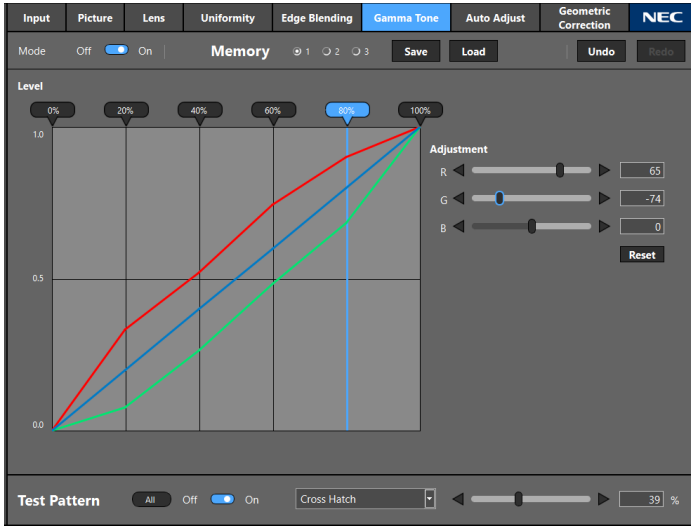 Input Picture Lens Uniformity Edge Blending Gamma Tone Auto Adjust Geometric Correction NEC
Mode Off On Memory 1 2 3 Save Load Undo Redo
Level
0% 20% 40% 60% 80% 100%
1.0
Adjustment
R 65
G -74
B 0
Reset
0.5
0.0
Test Pattern All Off On Cross Hatch 39 %